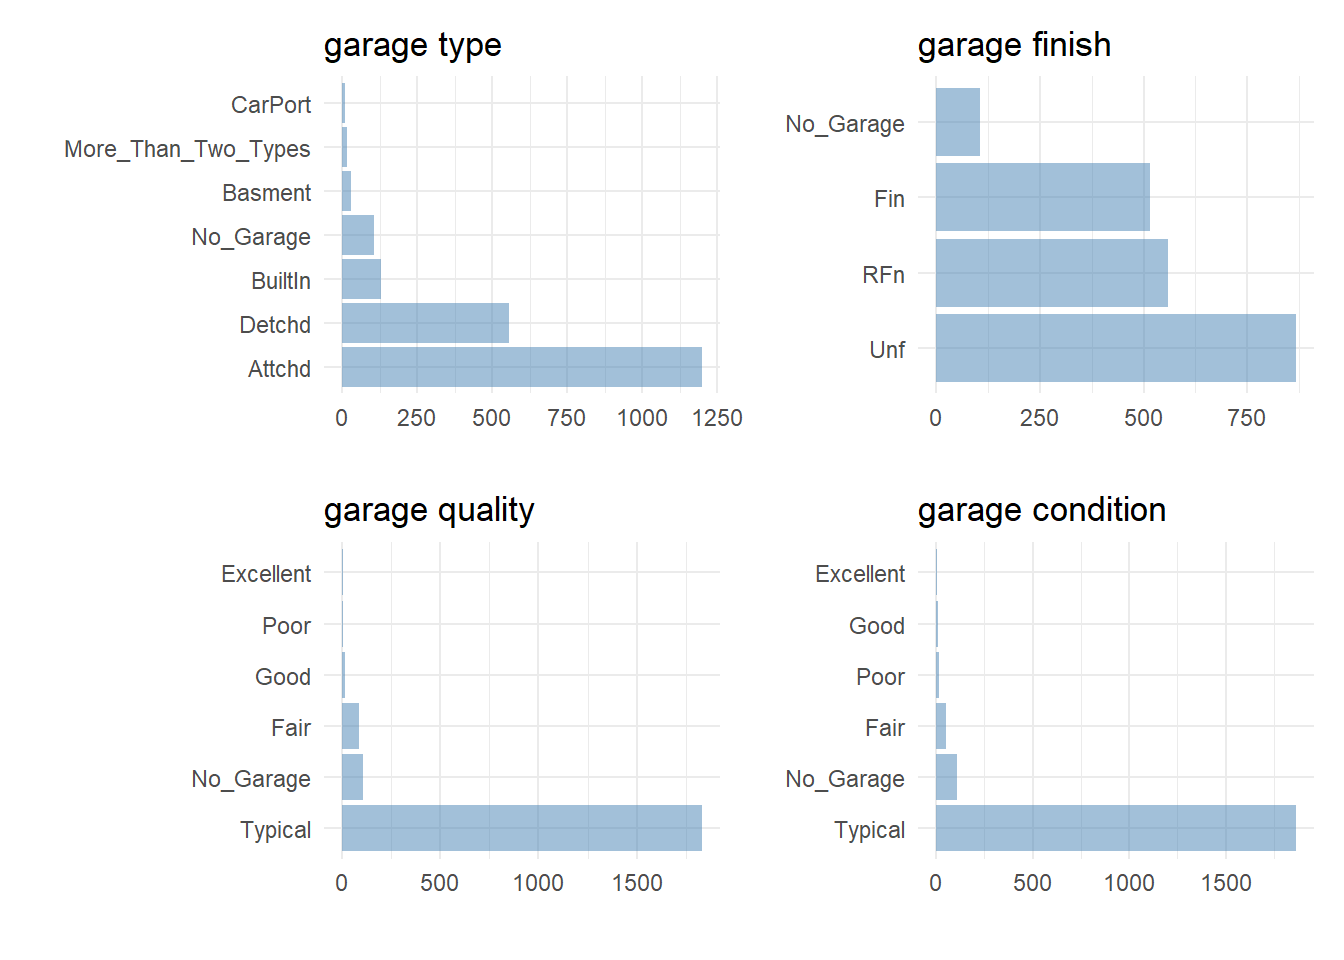 garage type
CarPort
More_Than_Two_Types
Basment
No_Garage
BuiltIn
Detchd
Attchd
0 250 500 750 1000 1250
garage finish
No_Garage
Fin
RFn
Unf
0 250 500 750
garage quality
Excellent
Poor
Good
Fair
No_Garage
Typical
0 500 1000 1500
garage condition
Excellent
Good
Poor
Fair
No_Garage
Typical
0 500 1000 1500